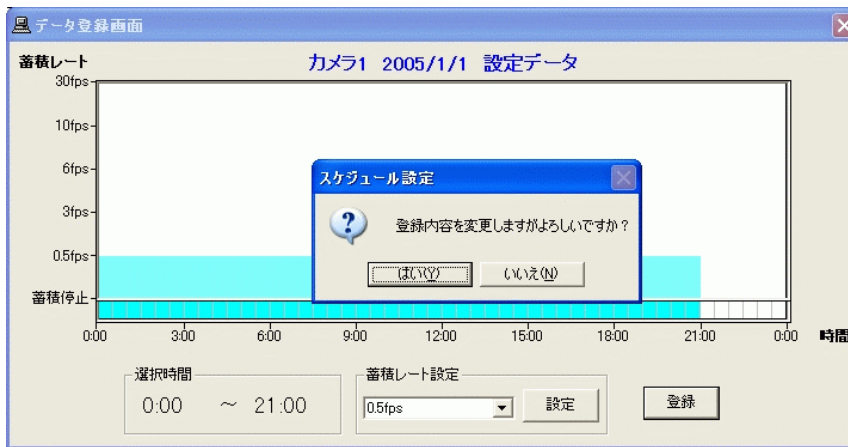 データ登録画面
蓄積レート
カメラ1 2005/1/1 設定データ
30fps
10fps
6fps
3fps
0.5fps
蓄積停止
スケジュール設定
登録内容を変更しますがよろしいですか?
はい(Y)
いいえ(N)
0:00 3:00 6:00 9:00 12:00 15:00 18:00 21:00 0:00 時間
選択時間
0:00 ～ 21:00
蓄積レート設定
0.5fps
設定
登録